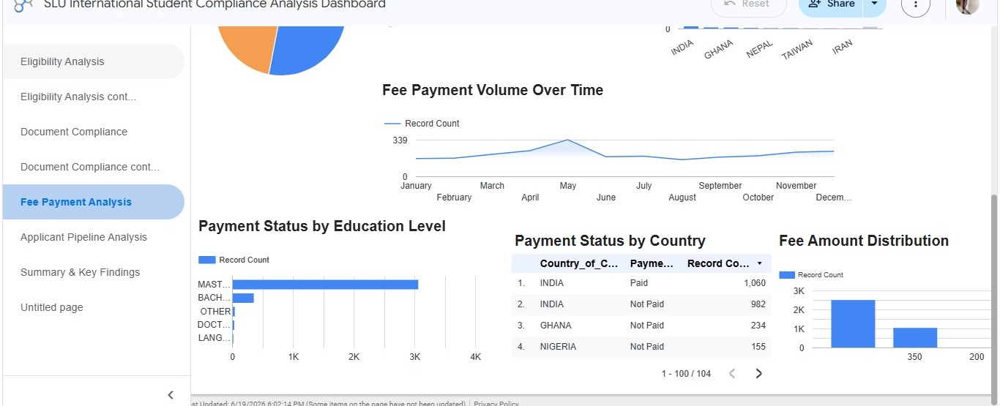 SLU International Student Compliance Analysis Dashboard
Reset
Share
Eligibility Analysis
Eligibility Analysis cont...
Document Compliance
Document Compliance cont...
Fee Payment Analysis
Applicant Pipeline Analysis
Summary & Key Findings
Untitled page
0
INDIA GHANA NEPAL TAIWAN IRAN
Fee Payment Volume Over Time
Record Count
339
0
January February March April May June July August September October November Decem...
Payment Status by Education Level
Record Count
MAST...
BACH...
OTHER
DOCT...
LANG...
0 1K 2K 3K 4K
Payment Status by Country
Country_of_C... Payme... Record Co...
1. INDIA Paid 1,060
2. INDIA Not Paid 982
3. GHANA Not Paid 234
4. NIGERIA Not Paid 155
1 - 100 / 104
Fee Amount Distribution
Record Count
3K
2K
1K
0
350 200
st Updated: 6/19/2026 6:02:14 PM (Some items on the page have not been updated) Privacy Policy